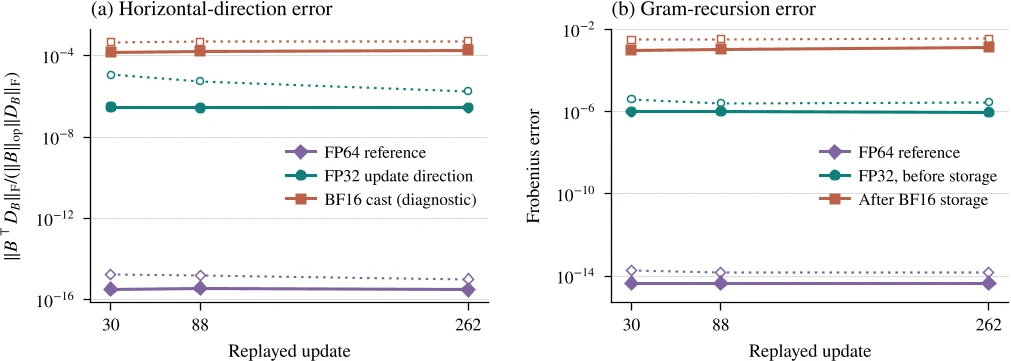 (a) Horizontal-direction error
‖B⊤D_B‖_F/(‖B‖_op‖D_B‖_F)
10⁻⁴
10⁻⁸
10⁻¹²
10⁻¹⁶
FP64 reference
FP32 update direction
BF16 cast (diagnostic)
30 88 262
Replayed update
(b) Gram-recursion error
Frobenius error
10⁻²
10⁻⁶
10⁻¹⁰
10⁻¹⁴
FP64 reference
FP32, before storage
After BF16 storage
30 88 262
Replayed update